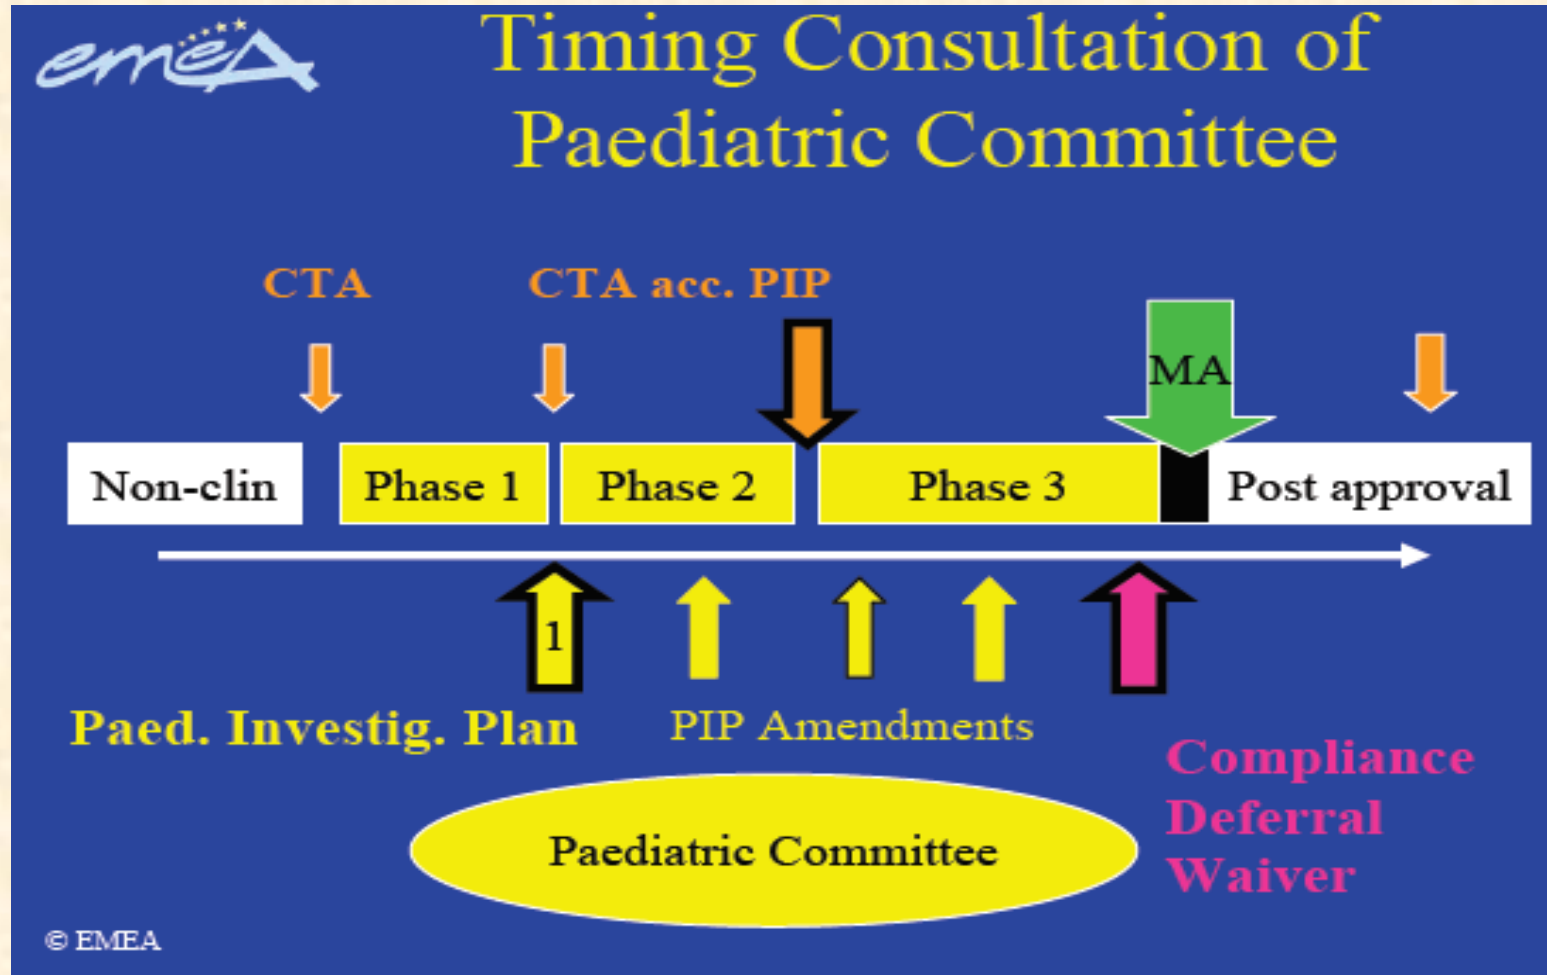 emeA
Timing Consultation of
Paediatric Committee
CTA
CTA acc. PIP
MA
Non-clin
Phase 1
Phase 2
Phase 3
Post approval
1
Paed. Investig. Plan
PIP Amendments
Compliance
Deferral
Waiver
Paediatric Committee
© EMEA